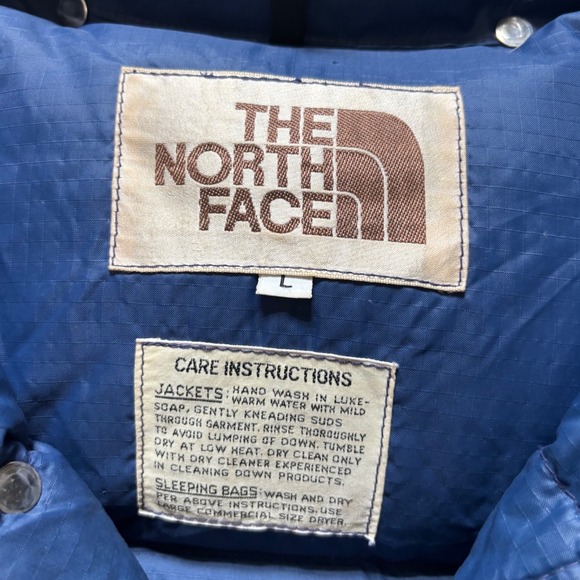 THE
NORTH
FACE
L
CARE INSTRUCTIONS
JACKETS: HAND WASH IN LUKE-
WARM WATER WITH MILD
SOAP, GENTLY KNEADING SUDS
THROUGH GARMENT. RINSE THOROUGHLY
TO AVOID LUMPING OF DOWN. TUMBLE
DRY AT LOW HEAT. DRY CLEAN ONLY
WITH DRY CLEANER EXPERIENCED
IN CLEANING DOWN PRODUCTS.
SLEEPING BAGS: WASH AND DRY
PER ABOVE INSTRUCTIONS. USE
LARGE COMMERCIAL SIZE DRYER.